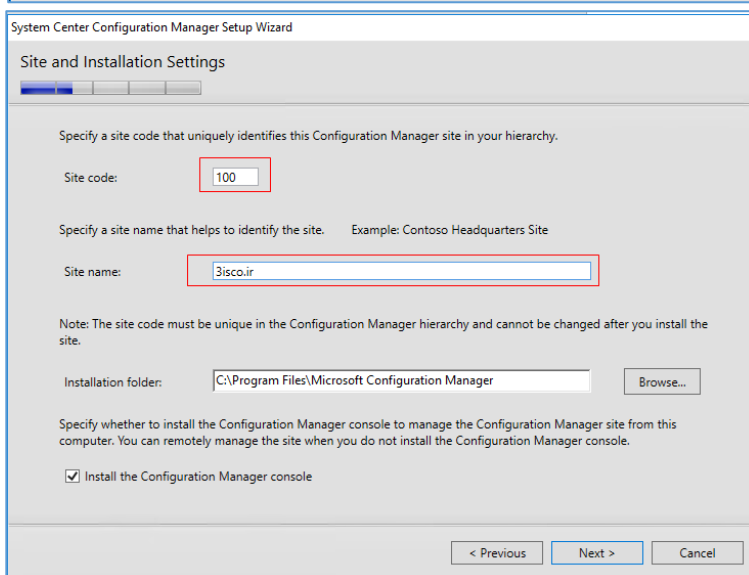 System Center Configuration Manager Setup Wizard
Site and Installation Settings
Specify a site code that uniquely identifies this Configuration Manager site in your hierarchy.
Site code: 100
Specify a site name that helps to identify the site. Example: Contoso Headquarters Site
Site name: 3isco.ir
Note: The site code must be unique in the Configuration Manager hierarchy and cannot be changed after you install the
site.
Installation folder: C:\Program Files\Microsoft Configuration Manager Browse...
Specify whether to install the Configuration Manager console to manage the Configuration Manager site from this
computer. You can remotely manage the site when you do not install the Configuration Manager console.
Install the Configuration Manager console
< Previous Next > Cancel